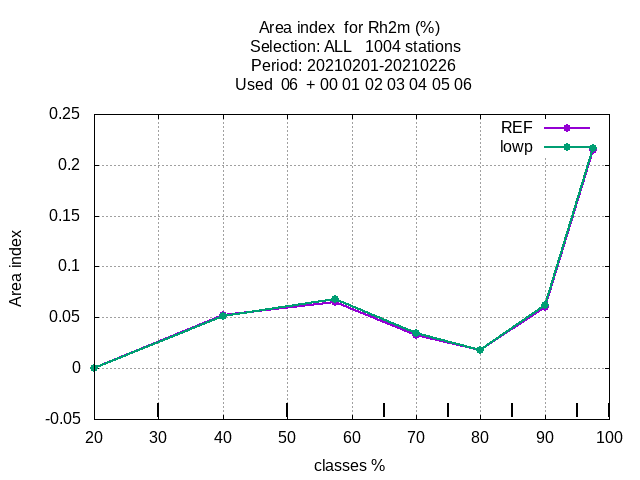 Area index  for Rh2m (%)
Selection: ALL   1004 stations
Period: 20210201-20210226
Used  06  + 00 01 02 03 04 05 06
REF
lowp
0.25
0.2
0.15
0.1
0.05
0
-0.05
Area index
20 30 40 50 60 70 80 90 100
classes %